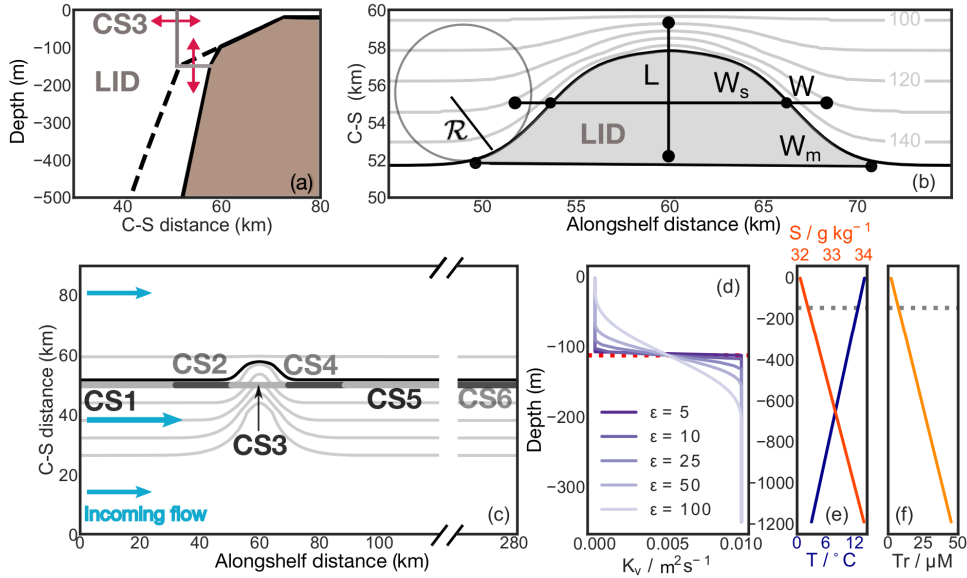 CS3
LID
Depth (m)
0
−100
−200
−300
−400
−500
40
60
80
C-S distance (km)
(a)
C-S (km)
60
58
56
54
52
50
50
55
60
65
70
Alongshelf distance (km)
100
120
140
L
W_s
W
W_m
ℛ
LID
(b)
C-S distance (km)
80
60
40
20
0
0
20
40
60
80
100
120
280
Alongshelf distance (km)
CS1
CS2
CS3
CS4
CS5
CS6
Incoming flow
(c)
Depth (m)
0
−100
−200
−300
0.000
0.005
0.010
K_v / m²s⁻¹
ε = 5
ε = 10
ε = 25
ε = 50
ε = 100
(d)
S / g kg⁻¹
32 33 34
0
−200
−400
−600
−800
−1000
−1200
0 6 12
T / °C
(e)
0 25 50
Tr / μM
(f)